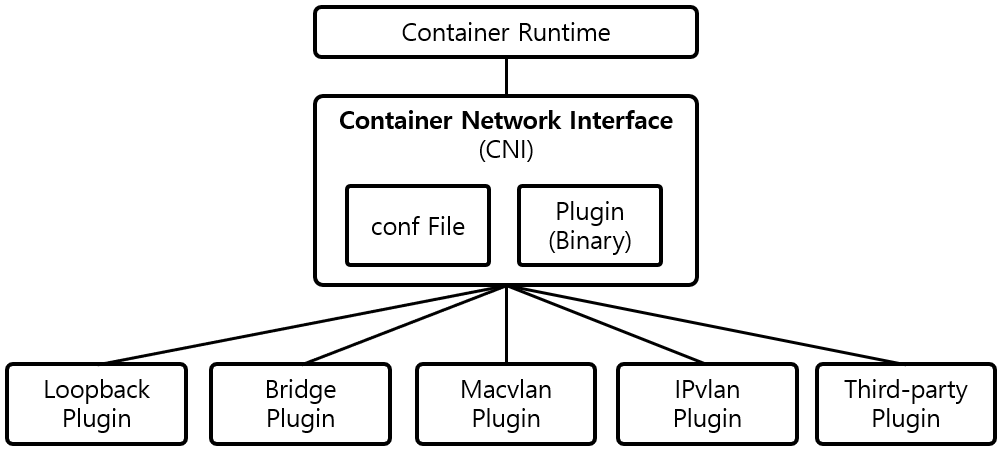 Container Runtime
Container Network Interface
(CNI)
conf File
Plugin
(Binary)
Loopback
Plugin
Bridge
Plugin
Macvlan
Plugin
IPvlan
Plugin
Third-party
Plugin